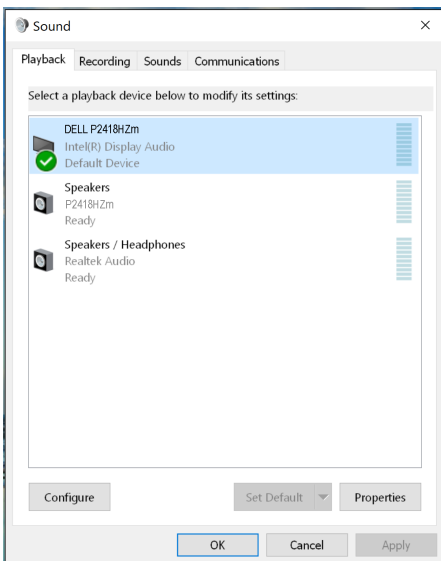 Sound
Playback Recording Sounds Communications
Select a playback device below to modify its settings:
DELL P2418HZm
Intel(R) Display Audio
Default Device
Speakers
P2418HZm
Ready
Speakers / Headphones
Realtek Audio
Ready
Configure Set Default Properties
OK Cancel Apply